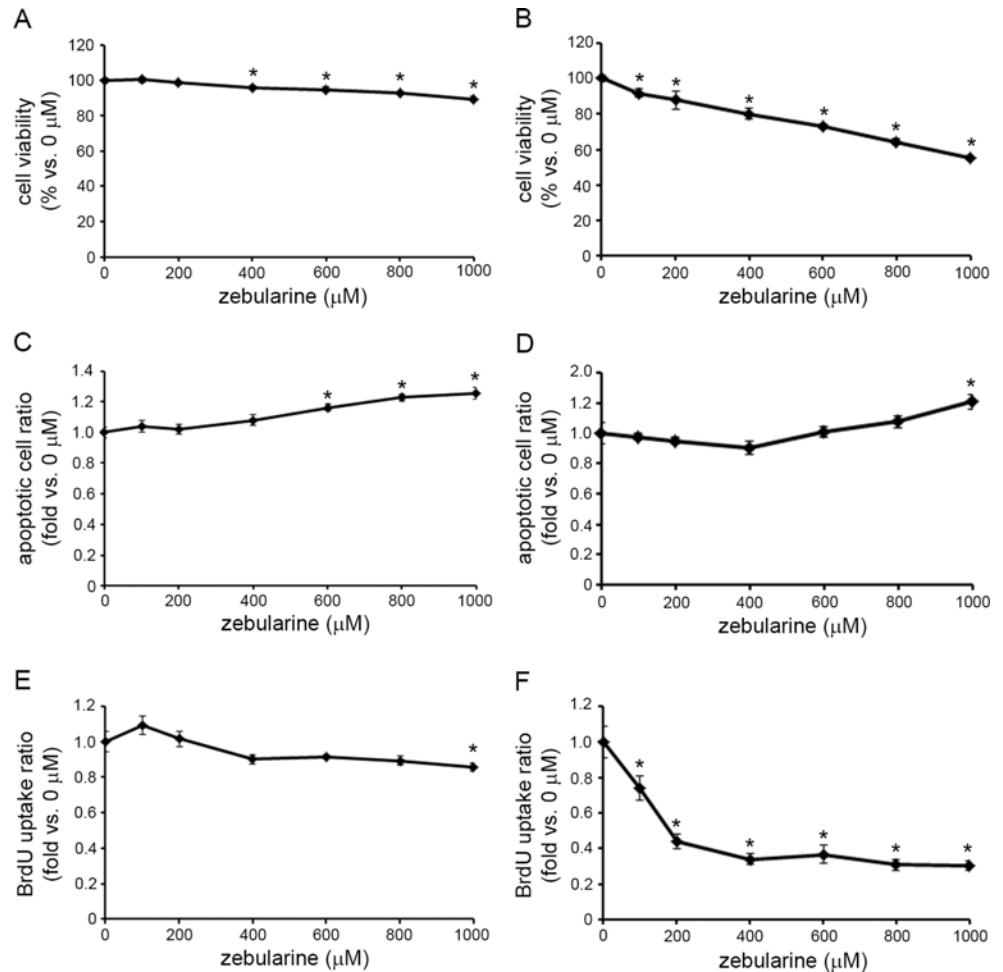 A
cell viability
(% vs. 0 μM)
120
100
80
60
40
20
0
* * * *
0 200 400 600 800 1000
zebularine (μM)
B
cell viability
(% vs. 0 μM)
120
100
80
60
40
20
0
* * * * * *
0 200 400 600 800 1000
zebularine (μM)
C
apoptotic cell ratio
(fold vs. 0 μM)
1.4
1.2
1.0
0.8
0.6
0.4
0.2
0
* * *
0 200 400 600 800 1000
zebularine (μM)
D
apoptotic cell ratio
(fold vs. 0 μM)
2.0
1.2
1.0
0.8
0.6
0.4
0.2
0
*
0 200 400 600 800 1000
zebularine (μM)
E
BrdU uptake ratio
(fold vs. 0 μM)
1.2
1.0
0.8
0.6
0.4
0.2
0
*
0 200 400 600 800 1000
zebularine (μM)
F
BrdU uptake ratio
(fold vs. 0 μM)
1.2
1.0
0.8
0.6
0.4
0.2
0
* * * * * *
0 200 400 600 800 1000
zebularine (μM)